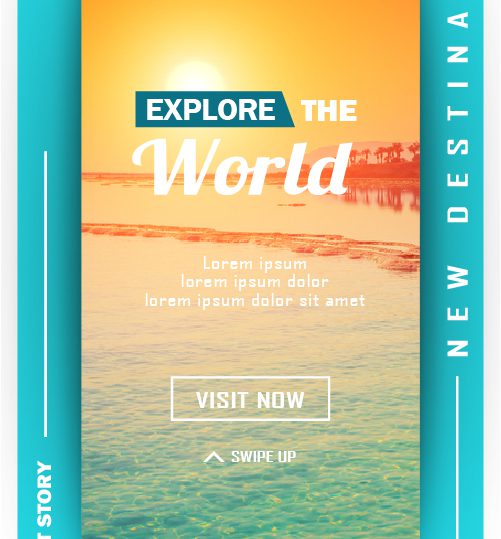 EXPLORE THE
World
Lorem ipsum
lorem ipsum dolor
lorem ipsum dolor sit amet
VISIT NOW
SWIPE UP
STORY
NEW